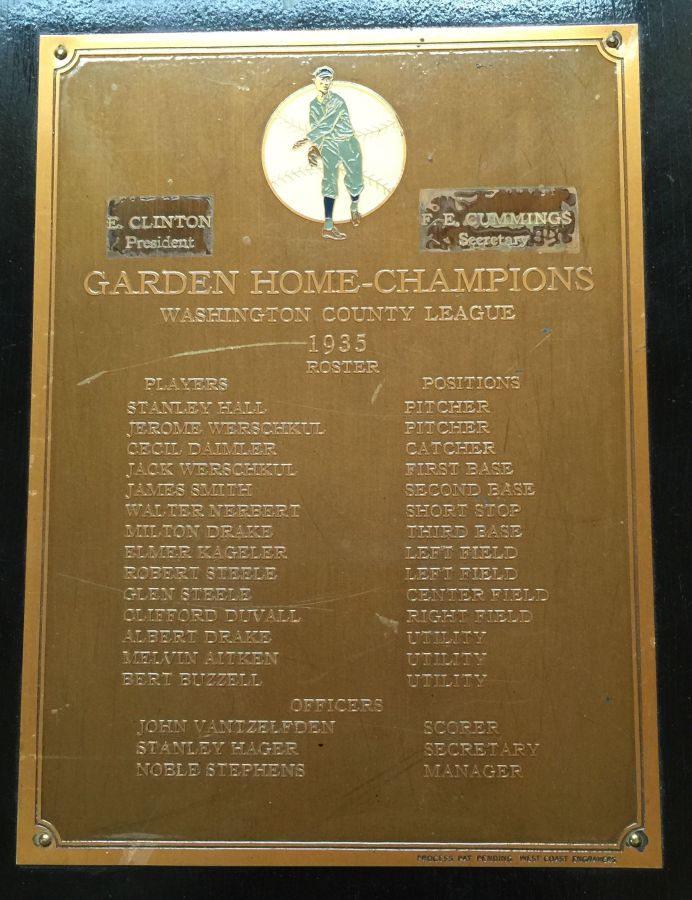 E. CLINTON
President
F. E. CUMMINGS
Secretary
GARDEN HOME-CHAMPIONS
WASHINGTON COUNTY LEAGUE
1935
ROSTER
PLAYERS POSITIONS
STANLEY HALL PITCHER
JEROME WERSCHKUL PITCHER
CECIL DAIMLER CATCHER
JACK WERSCHKUL FIRST BASE
JAMES SMITH SECOND BASE
WALTER NERBERT SHORT STOP
MILTON DRAKE THIRD BASE
ELMER KAGELER LEFT FIELD
ROBERT STEELE LEFT FIELD
GLEN STEELE CENTER FIELD
CLIFFORD DUVALL RIGHT FIELD
ALBERT DRAKE UTILITY
MELVIN AITKEN UTILITY
BERT BUZZELL UTILITY
OFFICERS
JOHN VANTZELFDEN SCORER
STANLEY HAGER SECRETARY
NOBLE STEPHENS MANAGER
PROCESS PAT. PENDING WEST COAST ENGRAVERS